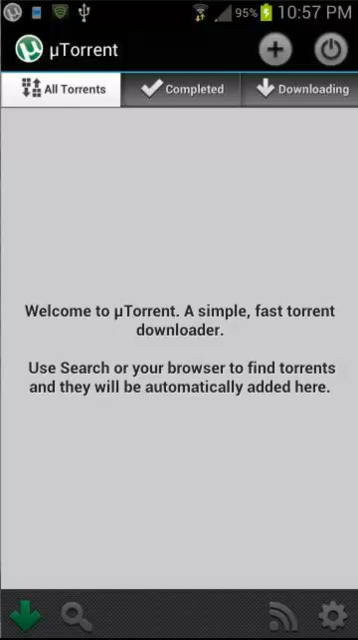 95% 10:57 PM
µTorrent
All Torrents Completed Downloading
Welcome to µTorrent. A simple, fast torrent
downloader.
Use Search or your browser to find torrents
and they will be automatically added here.